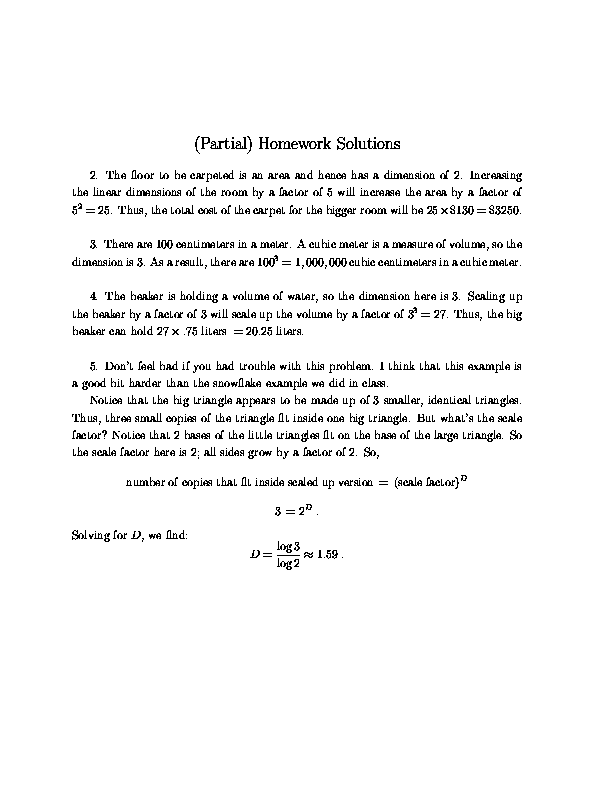 (Partial) Homework Solutions
2. The floor to be carpeted is an area and hence has a dimension of 2. Increasing
the linear dimensions of the room by a factor of 5 will increase the area by a factor of
5² = 25. Thus, the total cost of the carpet for the bigger room will be 25 × $130 = $3250.
3. There are 100 centimeters in a meter. A cubic meter is a measure of volume, so the
dimension is 3. As a result, there are 100³ = 1,000,000 cubic centimeters in a cubic meter.
4. The beaker is holding a volume of water, so the dimension here is 3. Scaling up
the beaker by a factor of 3 will scale up the volume by a factor of 3³ = 27. Thus, the big
beaker can hold 27 × .75 liters = 20.25 liters.
5. Don't feel bad if you had trouble with this problem. I think that this example is
a good bit harder than the snowflake example we did in class.
Notice that the big triangle appears to be made up of 3 smaller, identical triangles.
Thus, three small copies of the triangle fit inside one big triangle. But what's the scale
factor? Notice that 2 bases of the little triangles fit on the base of the large triangle. So
the scale factor here is 2; all sides grow by a factor of 2. So,
number of copies that fit inside scaled up version = (scale factor)^D
3 = 2^D .
Solving for D, we find:
D = log 3 / log 2 ≈ 1.59 .